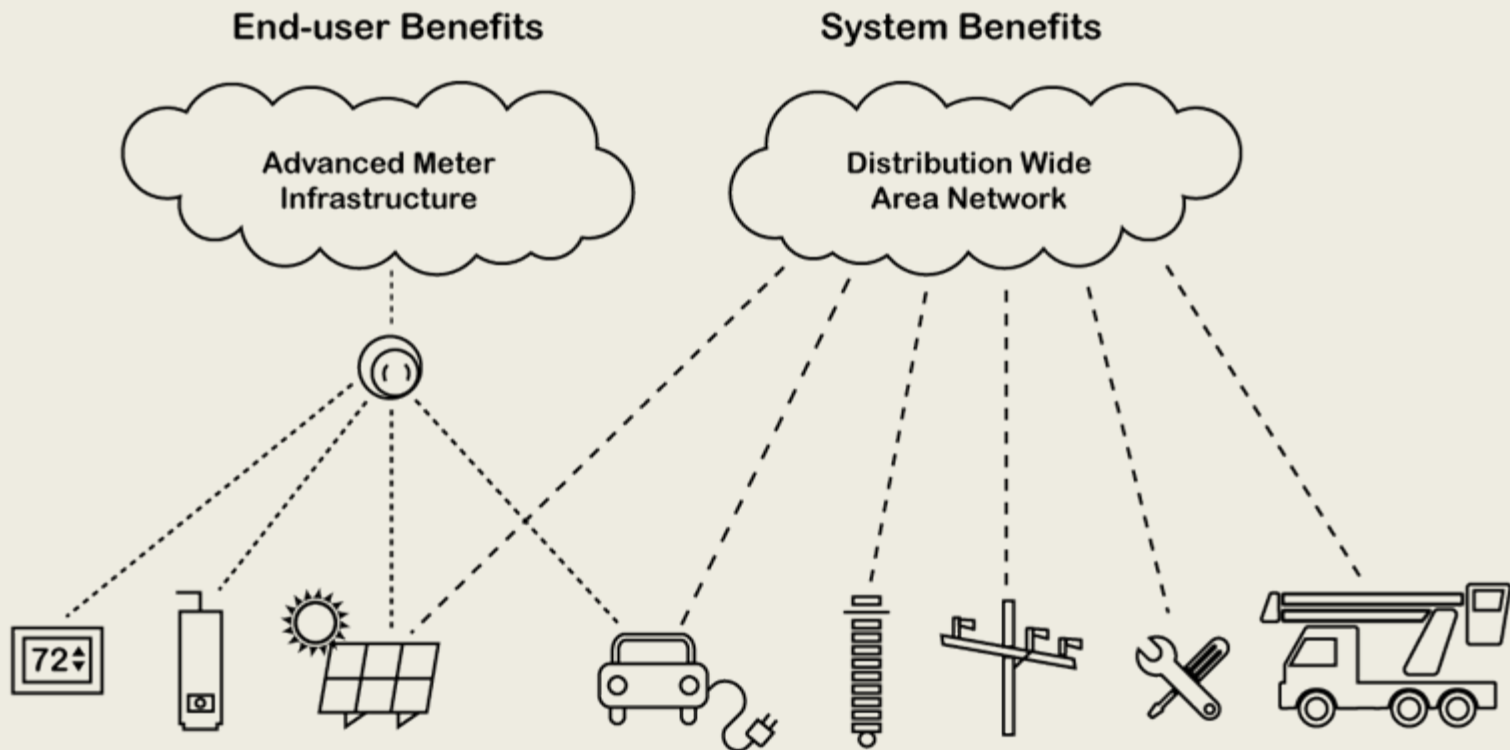 End-user Benefits
System Benefits
Advanced Meter
Infrastructure
Distribution Wide
Area Network
72